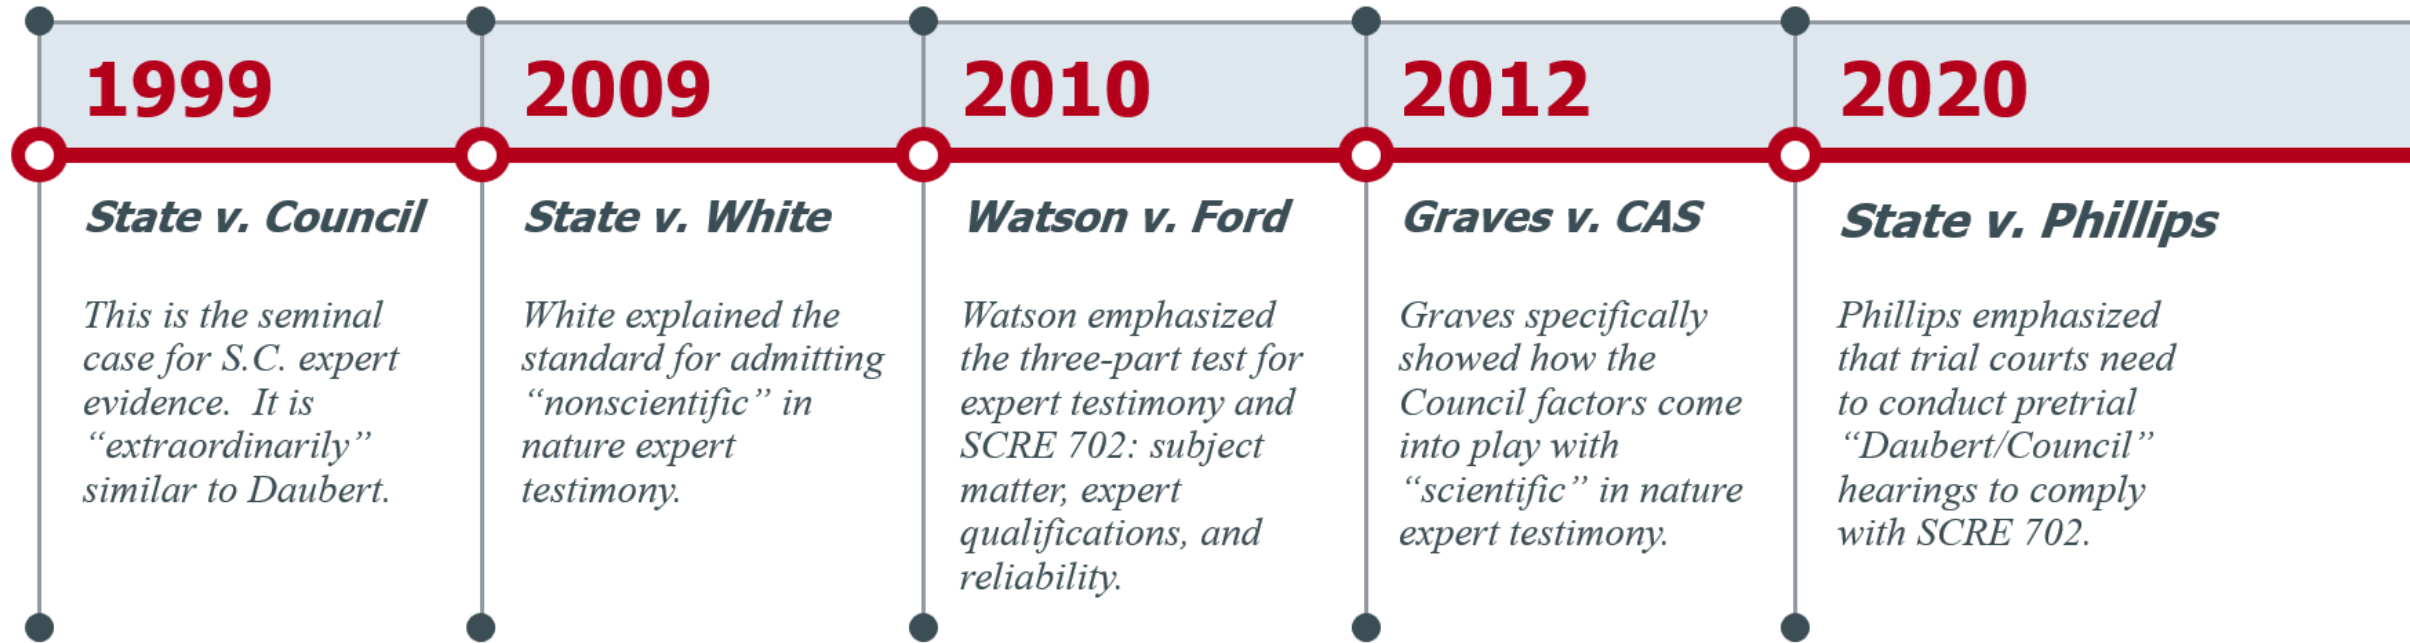 1999
State v. Council
This is the seminal
case for S.C. expert
evidence.  It is
“extraordinarily”
similar to Daubert.
2009
State v. White
White explained the
standard for admitting
“nonscientific” in
nature expert
testimony.
2010
Watson v. Ford
Watson emphasized
the three-part test for
expert testimony and
SCRE 702: subject
matter, expert
qualifications, and
reliability.
2012
Graves v. CAS
Graves specifically
showed how the
Council factors come
into play with
“scientific” in nature
expert testimony.
2020
State v. Phillips
Phillips emphasized
that trial courts need
to conduct pretrial
“Daubert/Council”
hearings to comply
with SCRE 702.